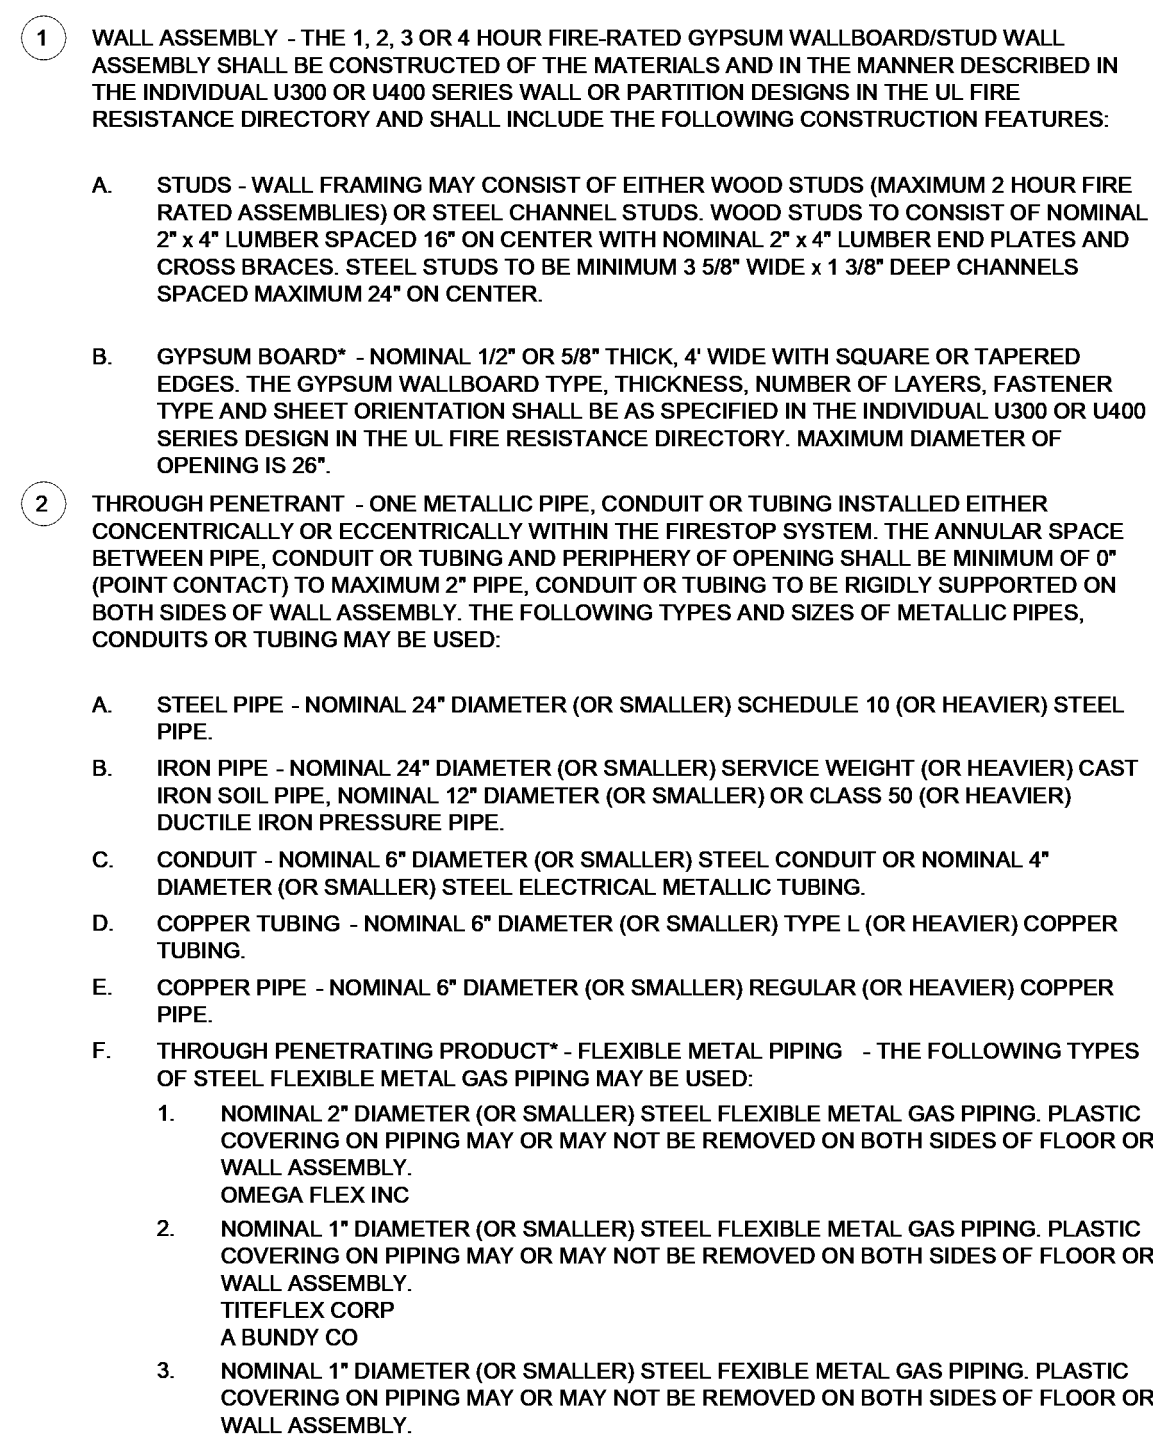 1 WALL ASSEMBLY - THE 1, 2, 3 OR 4 HOUR FIRE-RATED GYPSUM WALLBOARD/STUD WALL
ASSEMBLY SHALL BE CONSTRUCTED OF THE MATERIALS AND IN THE MANNER DESCRIBED IN
THE INDIVIDUAL U300 OR U400 SERIES WALL OR PARTITION DESIGNS IN THE UL FIRE
RESISTANCE DIRECTORY AND SHALL INCLUDE THE FOLLOWING CONSTRUCTION FEATURES:
A. STUDS - WALL FRAMING MAY CONSIST OF EITHER WOOD STUDS (MAXIMUM 2 HOUR FIRE
RATED ASSEMBLIES) OR STEEL CHANNEL STUDS. WOOD STUDS TO CONSIST OF NOMINAL
2" x 4" LUMBER SPACED 16" ON CENTER WITH NOMINAL 2" x 4" LUMBER END PLATES AND
CROSS BRACES. STEEL STUDS TO BE MINIMUM 3 5/8" WIDE x 1 3/8" DEEP CHANNELS
SPACED MAXIMUM 24" ON CENTER.
B. GYPSUM BOARD* - NOMINAL 1/2" OR 5/8" THICK, 4' WIDE WITH SQUARE OR TAPERED
EDGES. THE GYPSUM WALLBOARD TYPE, THICKNESS, NUMBER OF LAYERS, FASTENER
TYPE AND SHEET ORIENTATION SHALL BE AS SPECIFIED IN THE INDIVIDUAL U300 OR U400
SERIES DESIGN IN THE UL FIRE RESISTANCE DIRECTORY. MAXIMUM DIAMETER OF
OPENING IS 26".
2 THROUGH PENETRANT - ONE METALLIC PIPE, CONDUIT OR TUBING INSTALLED EITHER
CONCENTRICALLY OR ECCENTRICALLY WITHIN THE FIRESTOP SYSTEM. THE ANNULAR SPACE
BETWEEN PIPE, CONDUIT OR TUBING AND PERIPHERY OF OPENING SHALL BE MINIMUM OF 0"
(POINT CONTACT) TO MAXIMUM 2" PIPE, CONDUIT OR TUBING TO BE RIGIDLY SUPPORTED ON
BOTH SIDES OF WALL ASSEMBLY. THE FOLLOWING TYPES AND SIZES OF METALLIC PIPES,
CONDUITS OR TUBING MAY BE USED:
A. STEEL PIPE - NOMINAL 24" DIAMETER (OR SMALLER) SCHEDULE 10 (OR HEAVIER) STEEL
PIPE.
B. IRON PIPE - NOMINAL 24" DIAMETER (OR SMALLER) SERVICE WEIGHT (OR HEAVIER) CAST
IRON SOIL PIPE, NOMINAL 12" DIAMETER (OR SMALLER) OR CLASS 50 (OR HEAVIER)
DUCTILE IRON PRESSURE PIPE.
C. CONDUIT - NOMINAL 6" DIAMETER (OR SMALLER) STEEL CONDUIT OR NOMINAL 4"
DIAMETER (OR SMALLER) STEEL ELECTRICAL METALLIC TUBING.
D. COPPER TUBING - NOMINAL 6" DIAMETER (OR SMALLER) TYPE L (OR HEAVIER) COPPER
TUBING.
E. COPPER PIPE - NOMINAL 6" DIAMETER (OR SMALLER) REGULAR (OR HEAVIER) COPPER
PIPE.
F. THROUGH PENETRATING PRODUCT* - FLEXIBLE METAL PIPING - THE FOLLOWING TYPES
OF STEEL FLEXIBLE METAL GAS PIPING MAY BE USED:
1. NOMINAL 2" DIAMETER (OR SMALLER) STEEL FLEXIBLE METAL GAS PIPING. PLASTIC
COVERING ON PIPING MAY OR MAY NOT BE REMOVED ON BOTH SIDES OF FLOOR OR
WALL ASSEMBLY.
OMEGA FLEX INC
2. NOMINAL 1" DIAMETER (OR SMALLER) STEEL FLEXIBLE METAL GAS PIPING. PLASTIC
COVERING ON PIPING MAY OR MAY NOT BE REMOVED ON BOTH SIDES OF FLOOR OR
WALL ASSEMBLY.
TITEFLEX CORP
A BUNDY CO
3. NOMINAL 1" DIAMETER (OR SMALLER) STEEL FEXIBLE METAL GAS PIPING. PLASTIC
COVERING ON PIPING MAY OR MAY NOT BE REMOVED ON BOTH SIDES OF FLOOR OR
WALL ASSEMBLY.